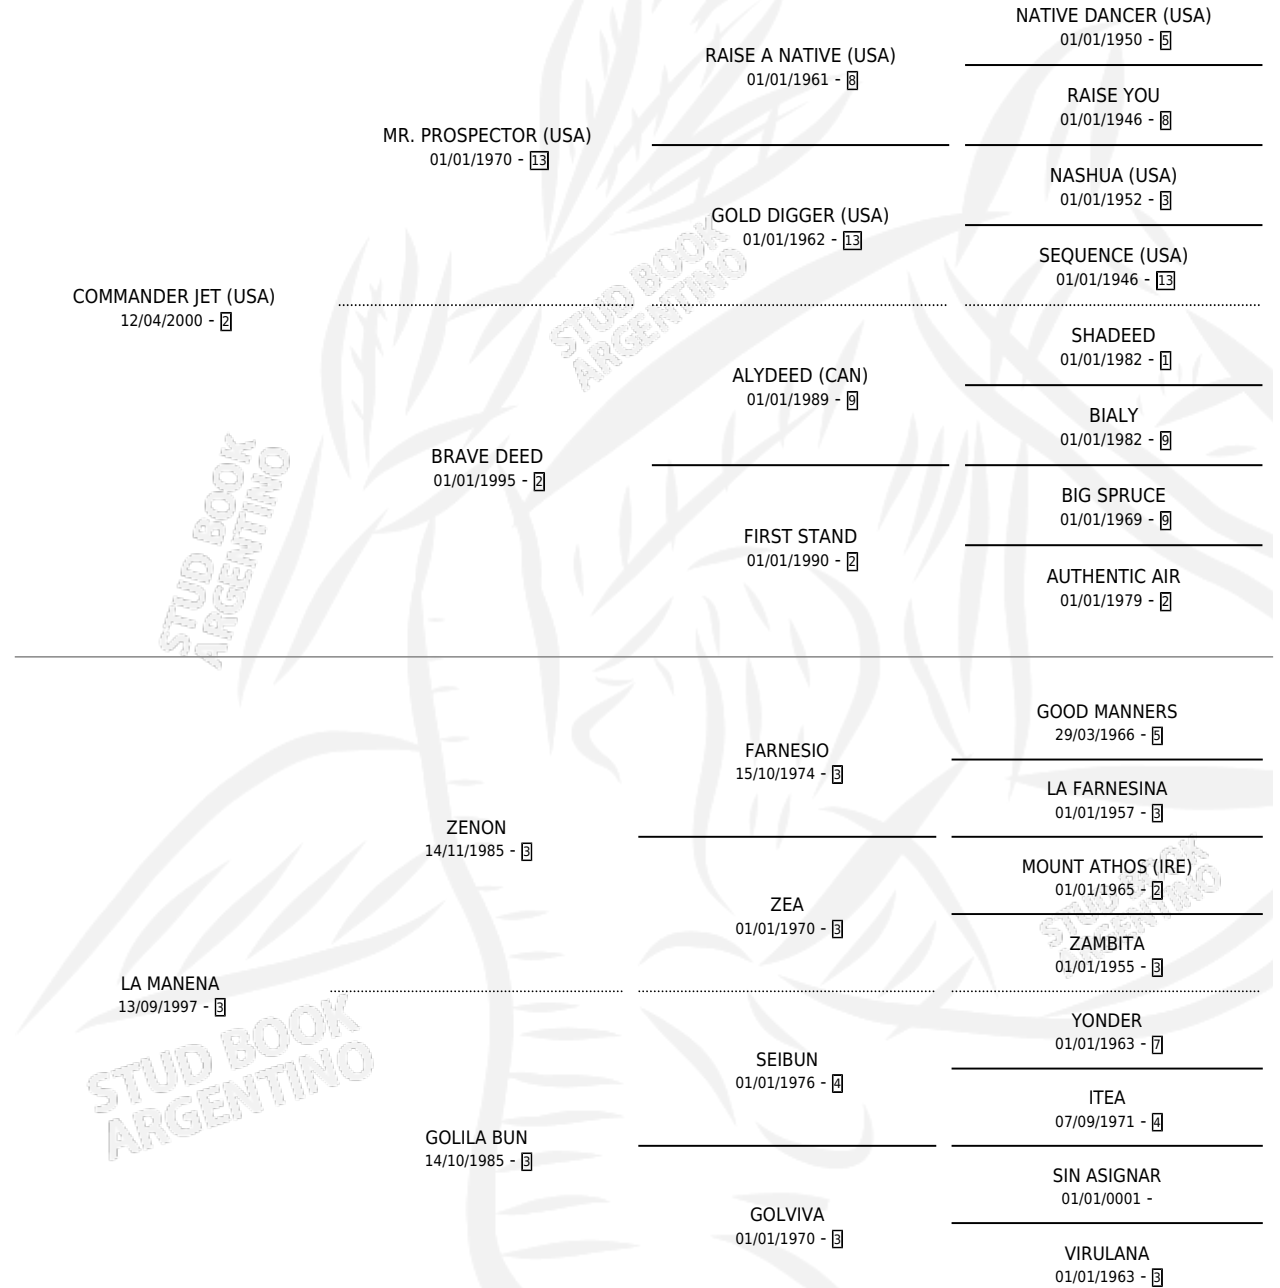 NATIVE DANCER (USA)
01/01/1950 - 5
RAISE A NATIVE (USA)
01/01/1961 - 8
RAISE YOU
01/01/1946 - 8
MR. PROSPECTOR (USA)
01/01/1970 - 13
NASHUA (USA)
01/01/1952 - 3
GOLD DIGGER (USA)
01/01/1962 - 13
SEQUENCE (USA)
01/01/1946 - 13
COMMANDER JET (USA)
12/04/2000 - 2
STUD BOOK
ARGENTINO
SHADEED
01/01/1982 - 1
ALYDEED (CAN)
01/01/1989 - 9
BIALY
01/01/1982 - 9
BRAVE DEED
01/01/1995 - 2
BIG SPRUCE
01/01/1969 - 9
FIRST STAND
01/01/1990 - 2
AUTHENTIC AIR
01/01/1979 - 2
STUD BOOK
ARGENTINO
GOOD MANNERS
29/03/1966 - 5
FARNESIO
15/10/1974 - 3
LA FARNESINA
01/01/1957 - 3
ZENON
14/11/1985 - 3
MOUNT ATHOS (IRE)
01/01/1965 - 2
ZEA
01/01/1970 - 3
ZAMBITA
01/01/1955 - 3
STUD BOOK
ARGENTINO
LA MANENA
13/09/1997 - 3
YONDER
01/01/1963 - 7
SEIBUN
01/01/1976 - 4
ITEA
07/09/1971 - 4
STUD BOOK
ARGENTINO
GOLILA BUN
14/10/1985 - 3
SIN ASIGNAR
01/01/0001 -
GOLVIVA
01/01/1970 - 3
VIRULANA
01/01/1963 - 3